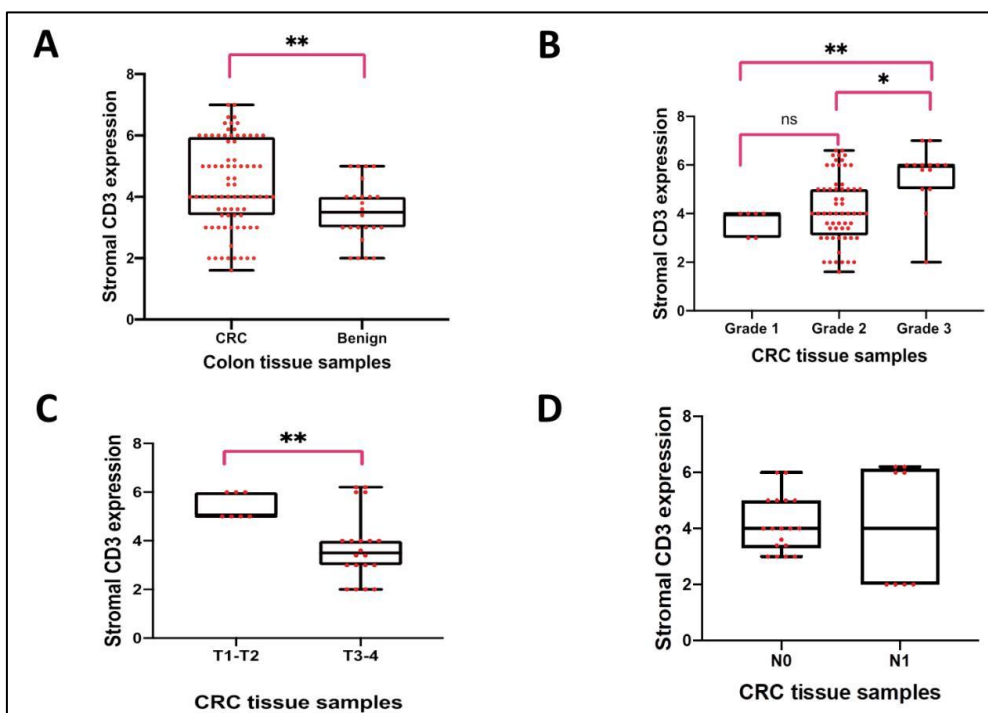 A
**
Stromal CD3 expression
8
6
4
2
0
CRC
Benign
Colon tissue samples
B
**
*
ns
Stromal CD3 expression
8
6
4
2
0
Grade 1
Grade 2
Grade 3
CRC tissue samples
C
**
Stromal CD3 expression
8
6
4
2
0
T1-T2
T3-4
CRC tissue samples
D
Stromal CD3 expression
8
6
4
2
0
N0
N1
CRC tissue samples